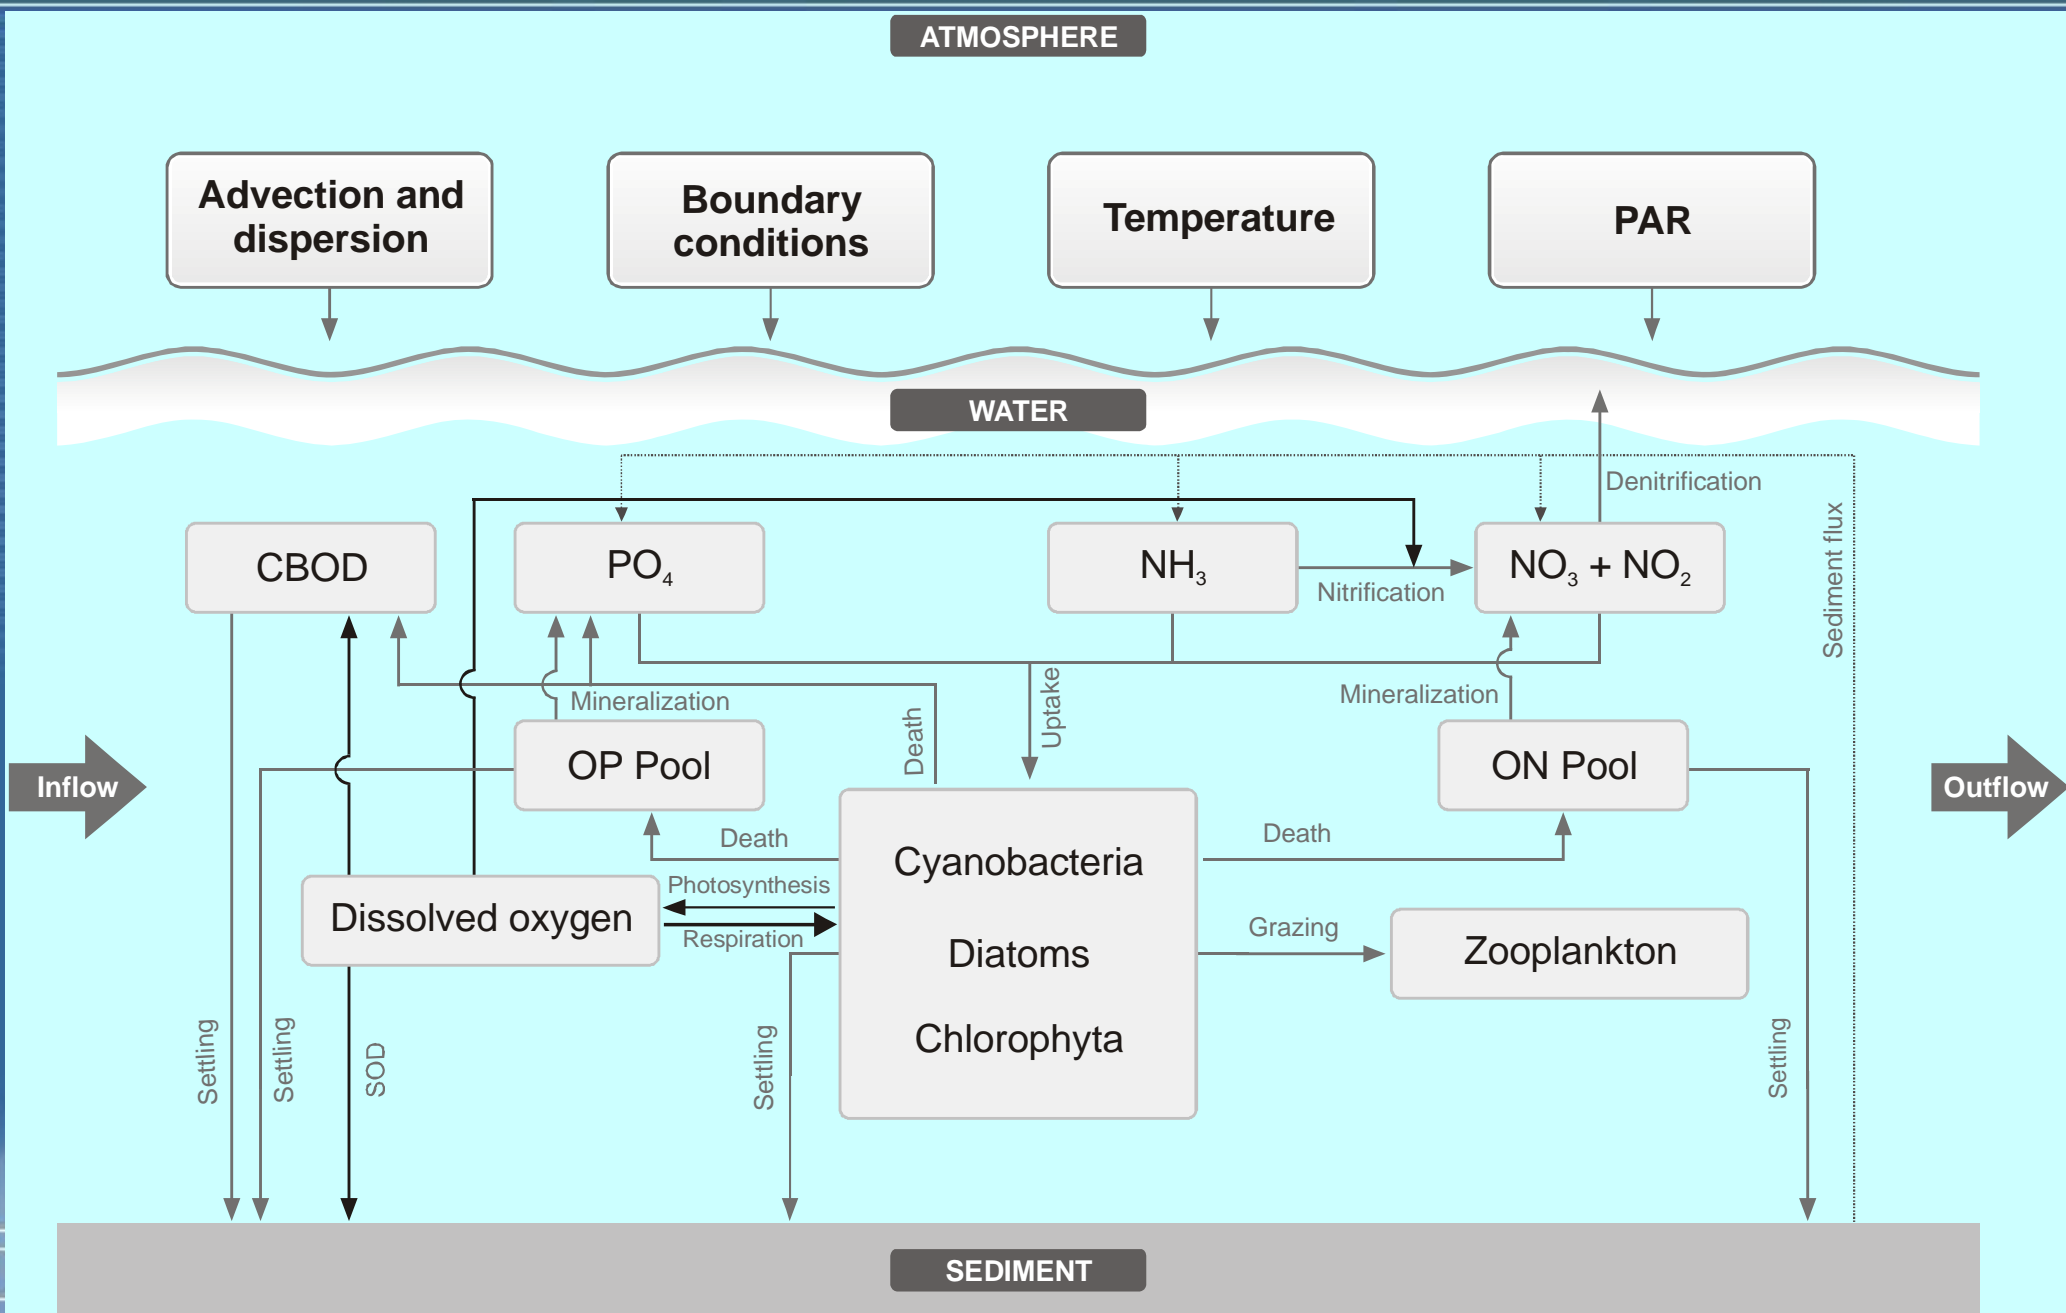 ATMOSPHERE
Advection and
dispersion
Boundary
conditions
Temperature
PAR
WATER
Denitrification
Sediment flux
CBOD
PO₄
NH₃
Nitrification
NO₃ + NO₂
Mineralization
Death
Uptake
Mineralization
OP Pool
ON Pool
Inflow
Outflow
Death
Death
Cyanobacteria
Photosynthesis
Dissolved oxygen
Respiration
Diatoms
Grazing
Zooplankton
Chlorophyta
Settling
Settling
SOD
Settling
Settling
SEDIMENT